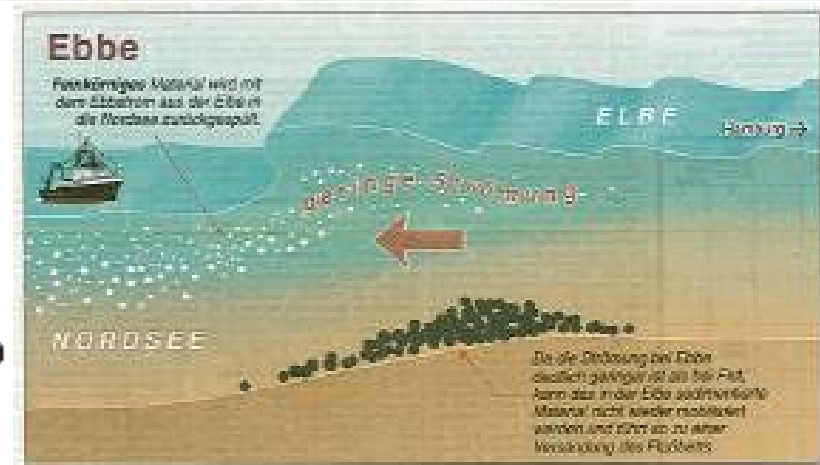 Ebbe
Feinkörniges Material wird mit
dem Ebbstrom aus der Elbe in
die Nordsee zurückgespült.
ELBE
Hamburg →
geringe Strömung
NORDSEE
Da die Strömung bei Ebbe
deutlich geringer ist als bei Flut,
kann das in der Elbe sedimentierte
Material nicht wieder mobilisiert
werden und führt so zu einer
Versandung des Flußbetts.